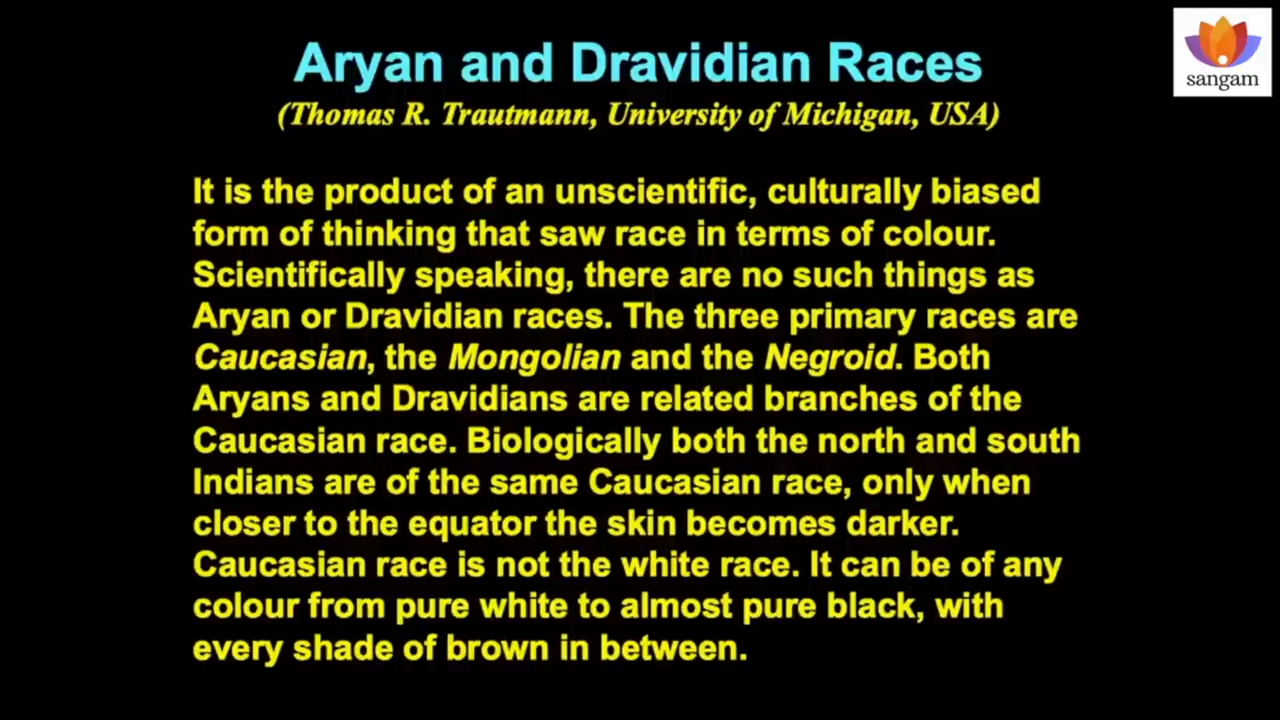 Aryan and Dravidian Races
sangam
(Thomas R. Trautmann, University of Michigan, USA)
It is the product of an unscientific, culturally biased
form of thinking that saw race in terms of colour.
Scientifically speaking, there are no such things as
Aryan or Dravidian races. The three primary races are
Caucasian, the Mongolian and the Negroid. Both
Aryans and Dravidians are related branches of the
Caucasian race. Biologically both the north and south
Indians are of the same Caucasian race, only when
closer to the equator the skin becomes darker.
Caucasian race is not the white race. It can be of any
colour from pure white to almost pure black, with
every shade of brown in between.